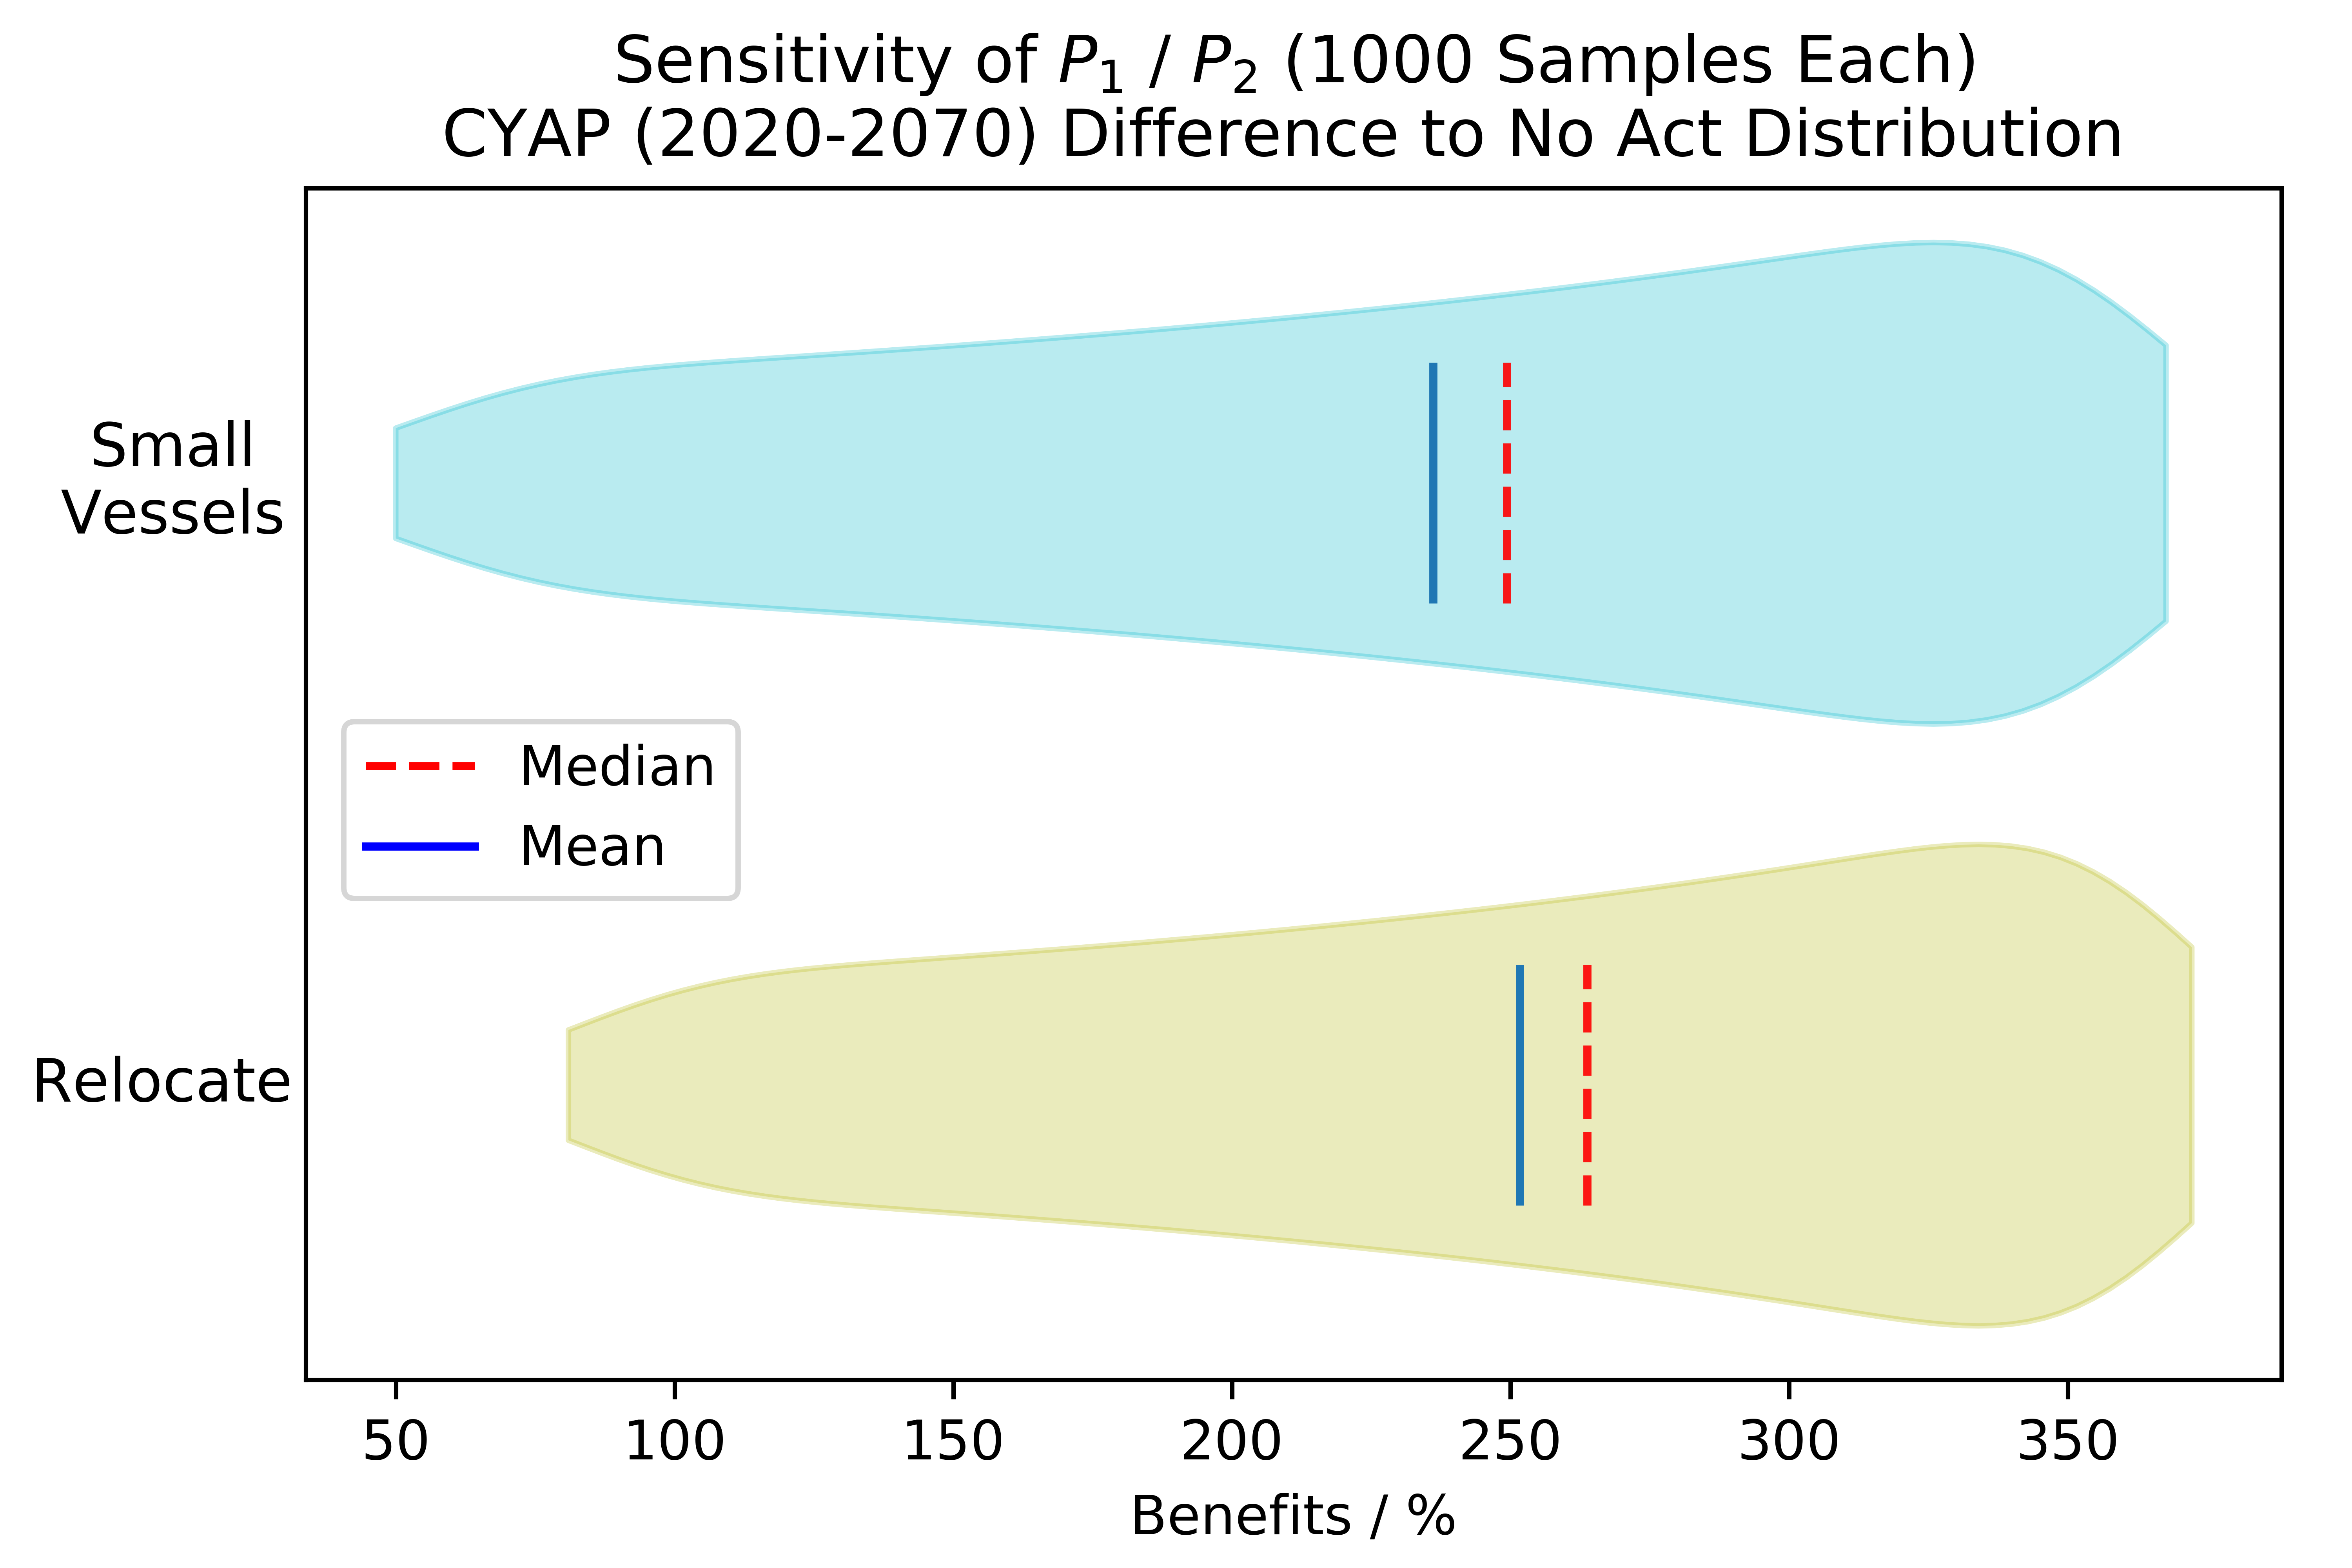 Sensitivity of P₁ / P₂ (1000 Samples Each)
CYAP (2020-2070) Difference to No Act Distribution
Small
Vessels
Median
Mean
Relocate
50 100 150 200 250 300 350
Benefits / %